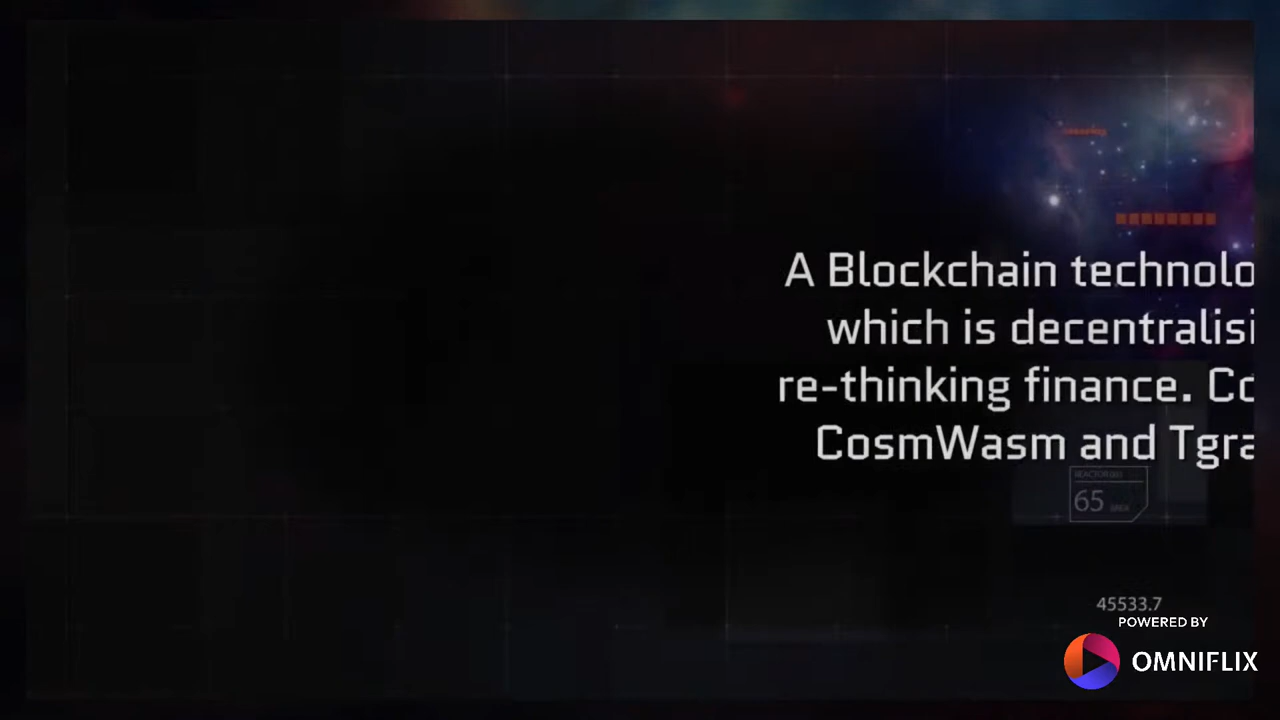 A Blockchain technolo
which is decentralisi
re-thinking finance. Co
CosmWasm and Tgra
65
45533.7
POWERED BY
OMNIFLIX